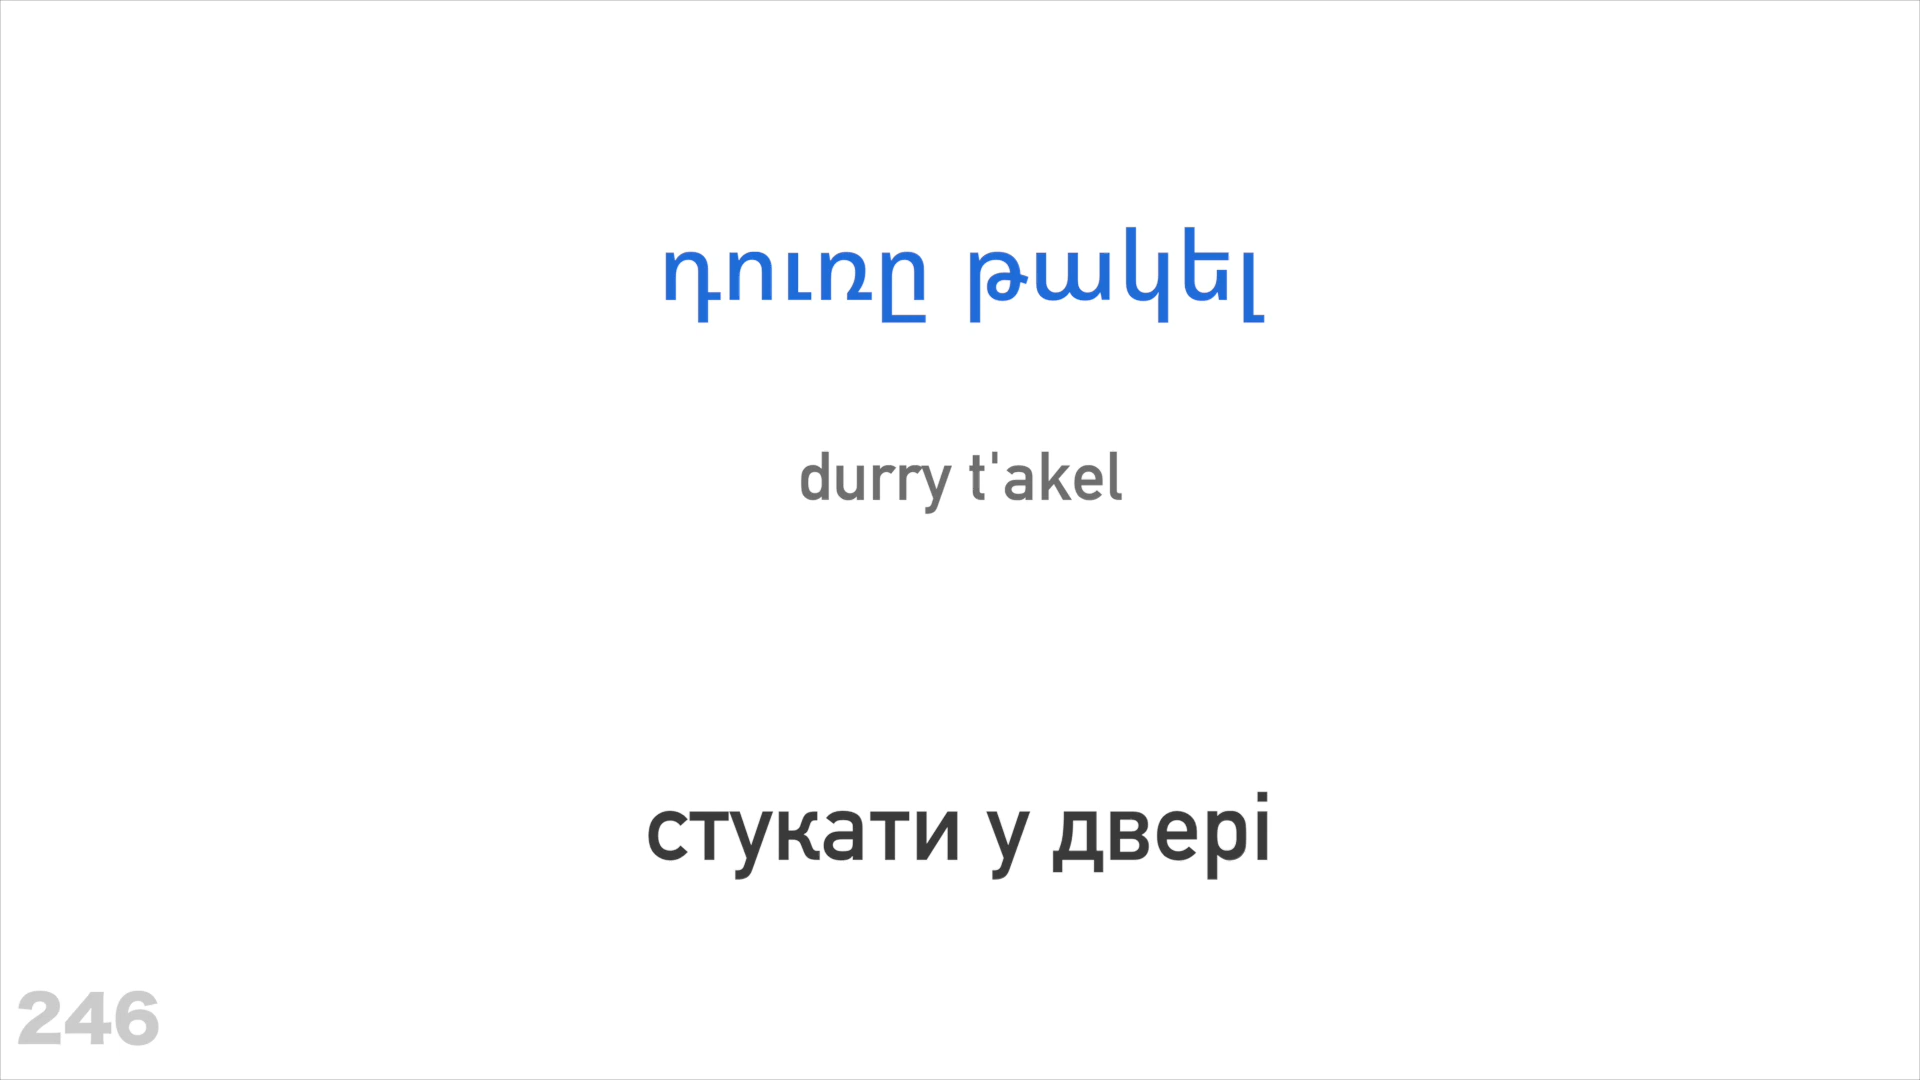 դուռը թակել
durry t'akel
стукати у двері
246